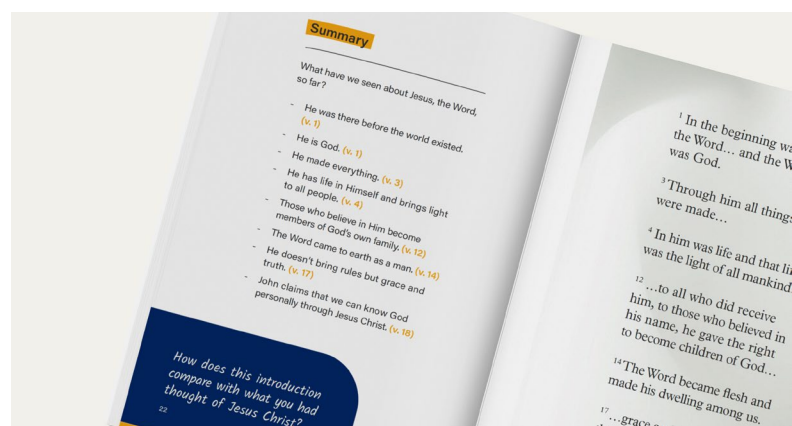 Summary
What have we seen about Jesus, the Word,
so far?
- He was there before the world existed.
(v. 1)
- He is God. (v. 1)
- He made everything. (v. 3)
- He has life in Himself and brings light
to all people. (v. 4)
- Those who believe in Him become
members of God's own family. (v. 12)
- The Word came to earth as a man. (v. 14)
- He doesn't bring rules but grace and
truth. (v. 17)
- John claims that we can know God
personally through Jesus Christ. (v. 18)
How does this introduction
compare with what you had
thought of Jesus Christ?
22
1 In the beginning
the Word... and the
was God.
3 Through him all things
were made...
4 In him was life and that
was the light of all mankind.
12 ...to all who did receive
him, to those who believed in
his name, he gave the right
to become children of God...
14 The Word became flesh and
made his dwelling among us.
17 ...grace